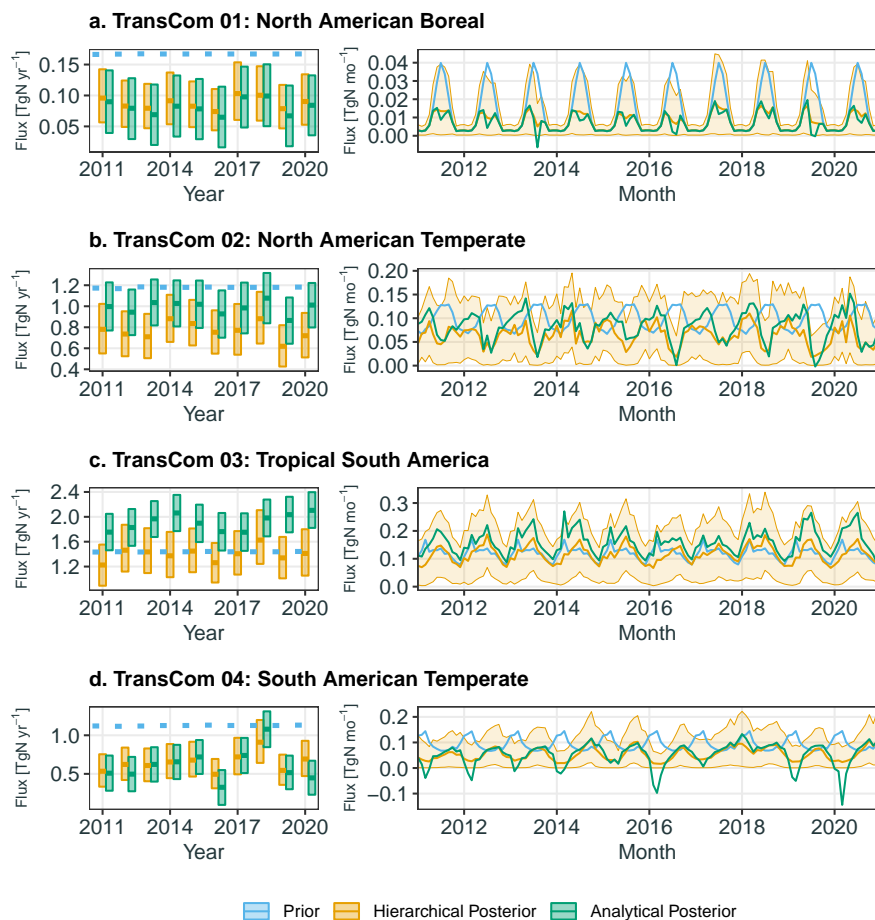 a. TransCom 01: North American Boreal
Flux [TgN yr⁻¹]
0.15
0.10
0.05
2011 2014 2017 2020
Year
Flux [TgN mo⁻¹]
0.04
0.03
0.02
0.01
0.00
2012 2014 2016 2018 2020
Month
b. TransCom 02: North American Temperate
Flux [TgN yr⁻¹]
1.2
1.0
0.8
0.6
0.4
2011 2014 2017 2020
Year
Flux [TgN mo⁻¹]
0.20
0.15
0.10
0.05
0.00
2012 2014 2016 2018 2020
Month
c. TransCom 03: Tropical South America
Flux [TgN yr⁻¹]
2.4
2.0
1.6
1.2
2011 2014 2017 2020
Year
Flux [TgN mo⁻¹]
0.3
0.2
0.1
0.0
2012 2014 2016 2018 2020
Month
d. TransCom 04: South American Temperate
Flux [TgN yr⁻¹]
1.0
0.5
2011 2014 2017 2020
Year
Flux [TgN mo⁻¹]
0.2
0.1
0.0
−0.1
2012 2014 2016 2018 2020
Month
Prior Hierarchical Posterior Analytical Posterior